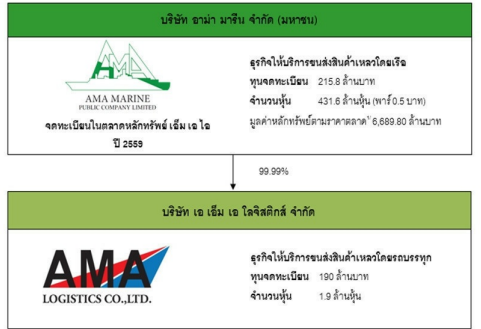 บริษัท อาม่า มารีน จำกัด (มหาชน)
AMA MARINE
PUBLIC COMPANY LIMITED
จดทะเบียนในตลาดหลักทรัพย์ เอ็ม เอ ไอ
ปี 2559
ธุรกิจให้บริการขนส่งสินค้าเหลวโดยเรือ
ทุนจดทะเบียน 215.8 ล้านบาท
จำนวนหุ้น 431.6 ล้านหุ้น (พาร์ 0.5 บาท)
มูลค่าหลักทรัพย์ตามราคาตลาด1/ 6,689.80 ล้านบาท
99.99%
บริษัท เอ เอ็ม เอ โลจิสติกส์ จำกัด
AMA
LOGISTICS CO.,LTD.
ธุรกิจให้บริการขนส่งสินค้าเหลวโดยรถบรรทุก
ทุนจดทะเบียน 190 ล้านบาท
จำนวนหุ้น 1.9 ล้านหุ้น